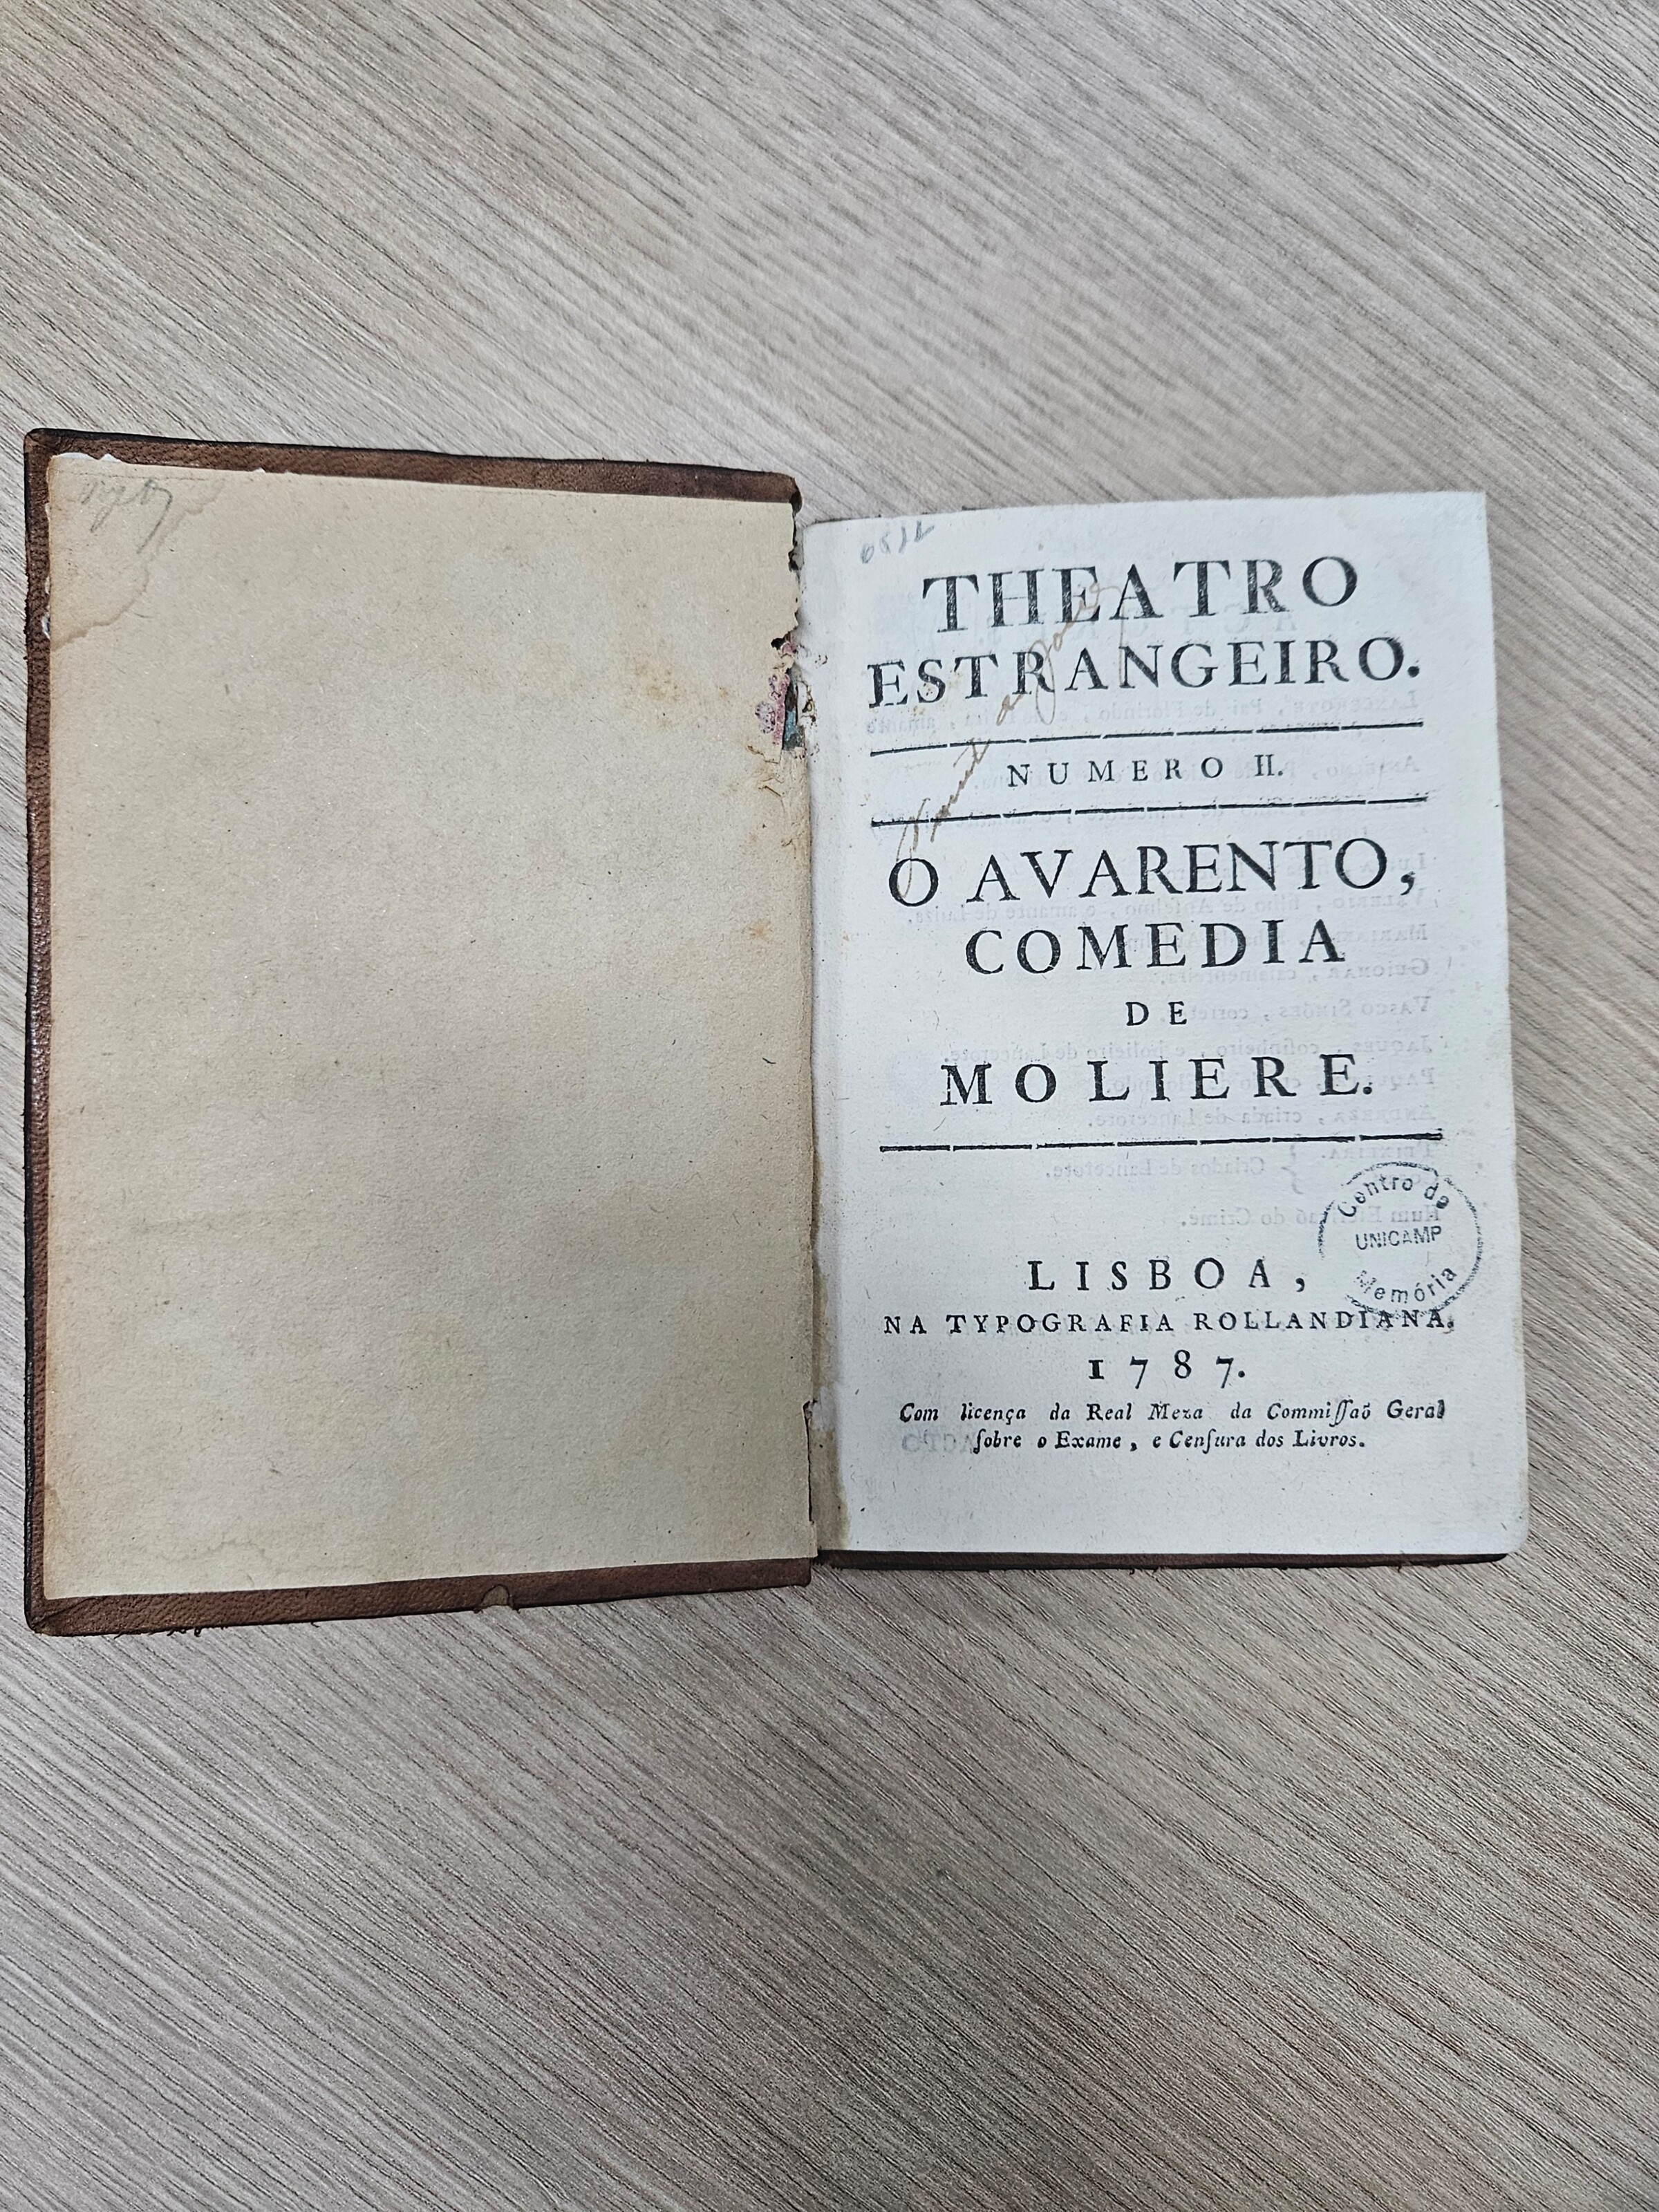 THEATRO
ESTRANGEIRO.
NUMERO II.
O AVARENTO,
COMEDIA
DE
MOLIERE.
Centro de
UNICAMP
Memória
LISBOA,
NA TYPOGRAFIA ROLLANDIANA.
1787.
Com licença da Real Meza da Commiſſaõ Geral
ſobre o Exame, e Cenſura dos Livros.